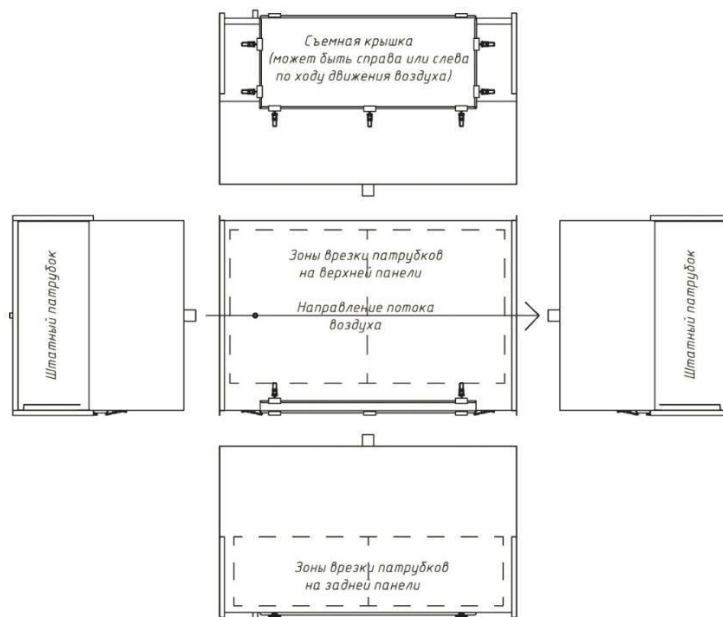 Съемная крышка
(может быть справа или слева
по ходу движения воздуха)
Штатный патрубок
Зоны врезки патрубков
на верхней панели
Направление потока
воздуха
Штатный патрубок
Зоны врезки патрубков
на задней панели